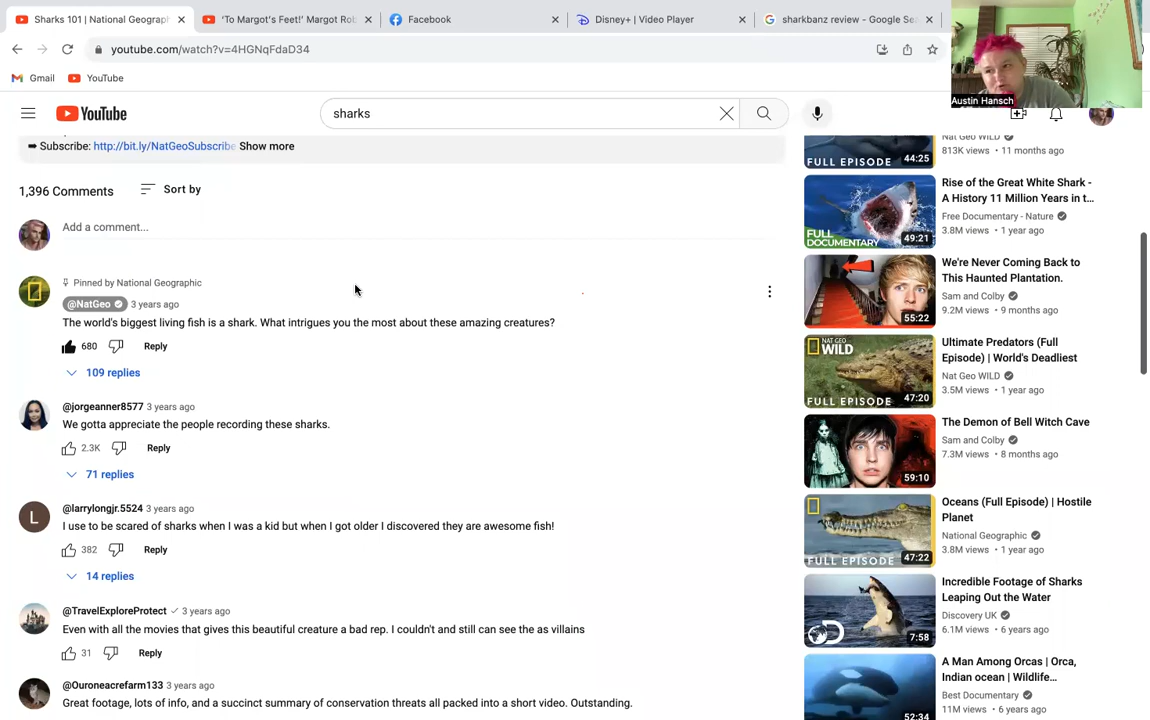 Sharks 101 | National Geograph
'To Margot's Feet!' Margot Rob
Facebook
Disney+ | Video Player
sharkbanz review - Google Sea
youtube.com/watch?v=4HGNqFdaD34
Gmail
YouTube
Austin Hansch
YouTube
sharks
➡ Subscribe: http://bit.ly/NatGeoSubscribe Show more
1,396 Comments
Sort by
Add a comment...
Pinned by National Geographic
@NatGeo 3 years ago
The world's biggest living fish is a shark. What intrigues you the most about these amazing creatures?
680 Reply
109 replies
@jorgeanner8577 3 years ago
We gotta appreciate the people recording these sharks.
2.3K Reply
71 replies
@larrylongjr.5524 3 years ago
I use to be scared of sharks when I was a kid but when I got older I discovered they are awesome fish!
L
382 Reply
14 replies
@TravelExploreProtect 3 years ago
Even with all the movies that gives this beautiful creature a bad rep. I couldn't and still can see the as villains
31 Reply
@Ouroneacrefarm133 3 years ago
Great footage, lots of info, and a succinct summary of conservation threats all packed into a short video. Outstanding.
FULL EPISODE
44:25
Nat Geo WILD
813K views • 11 months ago
FULL
DOCUMENTARY
49:21
Rise of the Great White Shark -
A History 11 Million Years in t...
Free Documentary - Nature
3.8M views • 1 year ago
55:22
We're Never Coming Back to
This Haunted Plantation.
Sam and Colby
9.2M views • 9 months ago
NAT GEO
WILD
FULL EPISODE
47:20
Ultimate Predators (Full
Episode) | World's Deadliest
Nat Geo WILD
3.5M views • 1 year ago
59:10
The Demon of Bell Witch Cave
Sam and Colby
7.3M views • 8 months ago
FULL EPISODE
47:22
Oceans (Full Episode) | Hostile
Planet
National Geographic
3.8M views • 1 year ago
7:58
Incredible Footage of Sharks
Leaping Out the Water
Discovery UK
6.1M views • 6 years ago
52:34
A Man Among Orcas | Orca,
Indian ocean | Wildlife...
Best Documentary
11M views • 6 years ago